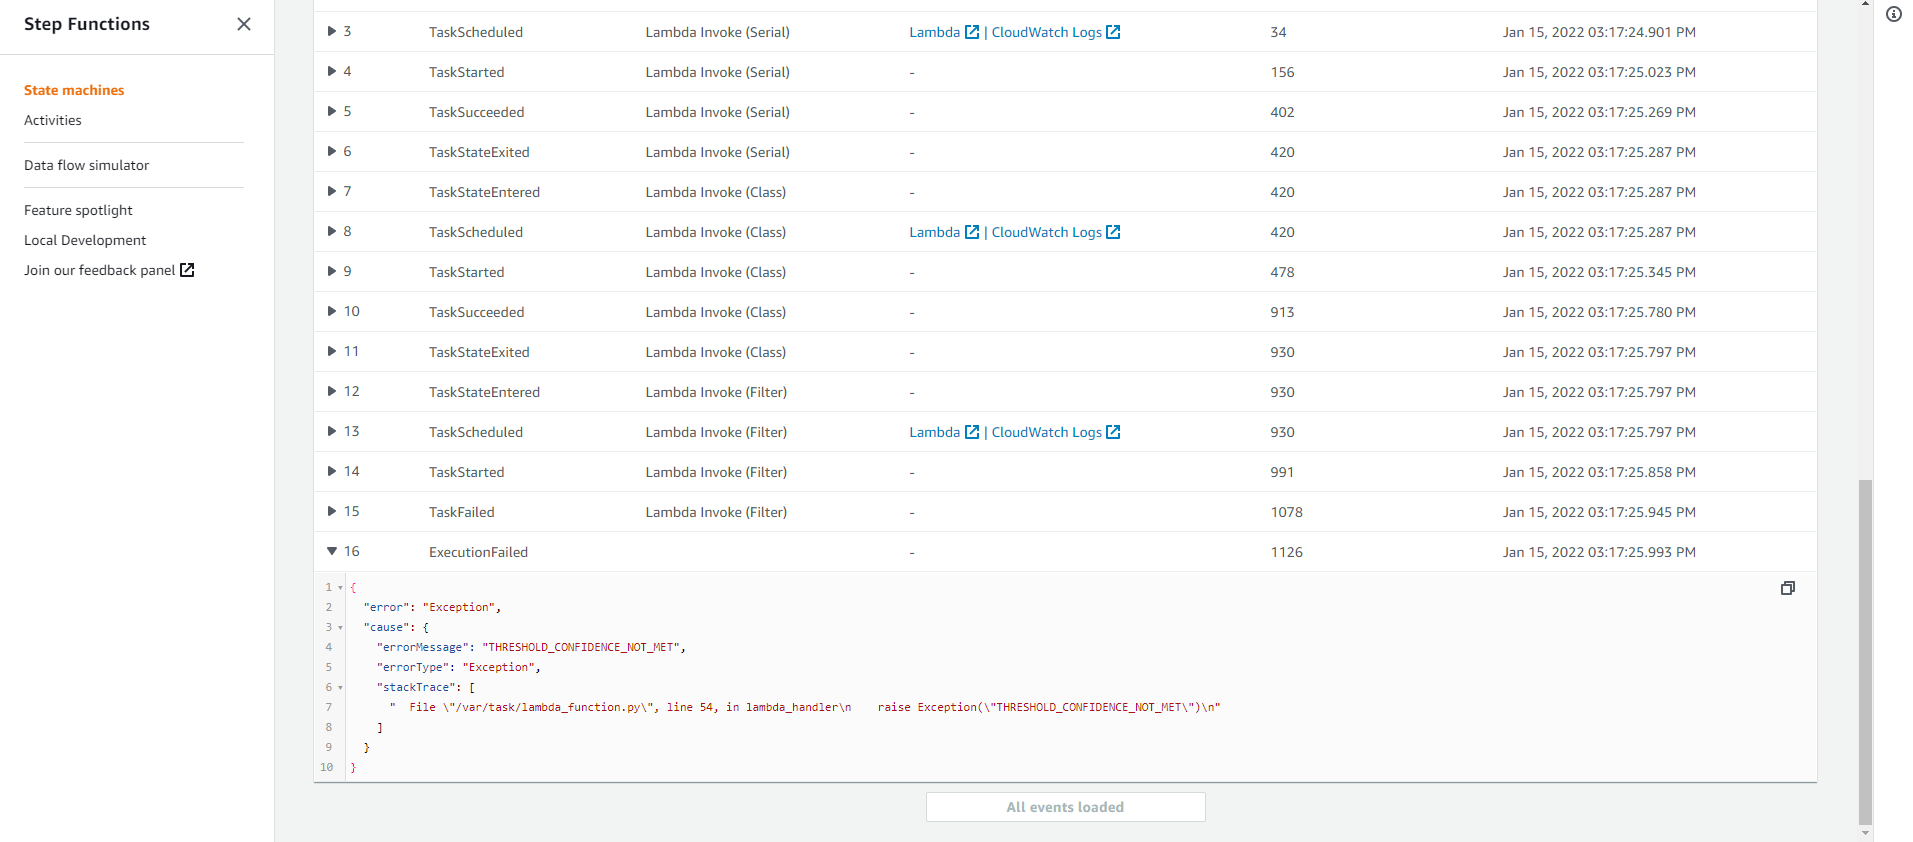 Step Functions
State machines
Activities
Data flow simulator
Feature spotlight
Local Development
Join our feedback panel
3 TaskScheduled Lambda Invoke (Serial) Lambda | CloudWatch Logs 34 Jan 15, 2022 03:17:24.901 PM
4 TaskStarted Lambda Invoke (Serial) - 156 Jan 15, 2022 03:17:25.023 PM
5 TaskSucceeded Lambda Invoke (Serial) - 402 Jan 15, 2022 03:17:25.269 PM
6 TaskStateExited Lambda Invoke (Serial) - 420 Jan 15, 2022 03:17:25.287 PM
7 TaskStateEntered Lambda Invoke (Class) - 420 Jan 15, 2022 03:17:25.287 PM
8 TaskScheduled Lambda Invoke (Class) Lambda | CloudWatch Logs 420 Jan 15, 2022 03:17:25.287 PM
9 TaskStarted Lambda Invoke (Class) - 478 Jan 15, 2022 03:17:25.345 PM
10 TaskSucceeded Lambda Invoke (Class) - 913 Jan 15, 2022 03:17:25.780 PM
11 TaskStateExited Lambda Invoke (Class) - 930 Jan 15, 2022 03:17:25.797 PM
12 TaskStateEntered Lambda Invoke (Filter) - 930 Jan 15, 2022 03:17:25.797 PM
13 TaskScheduled Lambda Invoke (Filter) Lambda | CloudWatch Logs 930 Jan 15, 2022 03:17:25.797 PM
14 TaskStarted Lambda Invoke (Filter) - 991 Jan 15, 2022 03:17:25.858 PM
15 TaskFailed Lambda Invoke (Filter) - 1078 Jan 15, 2022 03:17:25.945 PM
16 ExecutionFailed - 1126 Jan 15, 2022 03:17:25.993 PM
1 {
2 "error": "Exception",
3 "cause": {
4 "errorMessage": "THRESHOLD_CONFIDENCE_NOT_MET",
5 "errorType": "Exception",
6 "stackTrace": [
7 "  File \"/var/task/lambda_function.py\", line 54, in lambda_handler\n    raise Exception(\"THRESHOLD_CONFIDENCE_NOT_MET\")\n"
8 ]
9 }
10 }
All events loaded